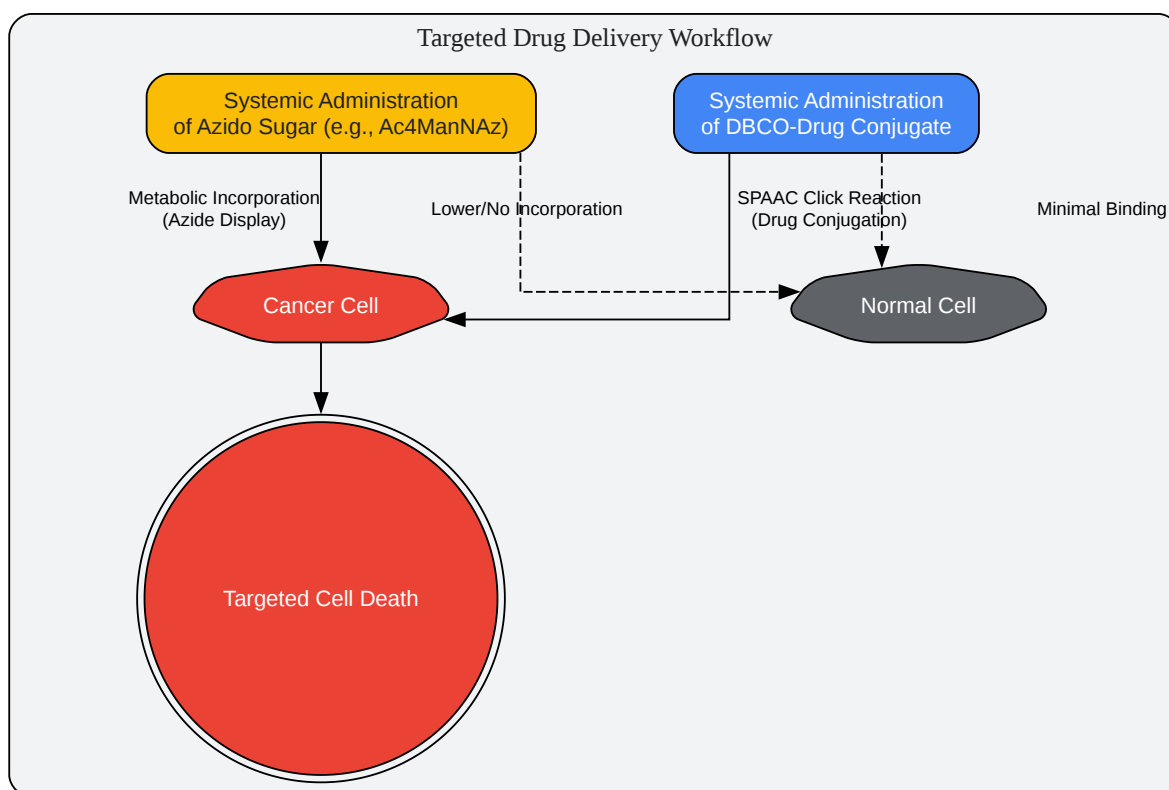 Targeted Drug Delivery Workflow
Systemic Administration
of Azido Sugar (e.g., Ac4ManNAz)
Systemic Administration
of DBCO-Drug Conjugate
Metabolic Incorporation
(Azide Display)
Lower/No Incorporation
SPAAC Click Reaction
(Drug Conjugation)
Minimal Binding
Cancer Cell
Normal Cell
Targeted Cell Death